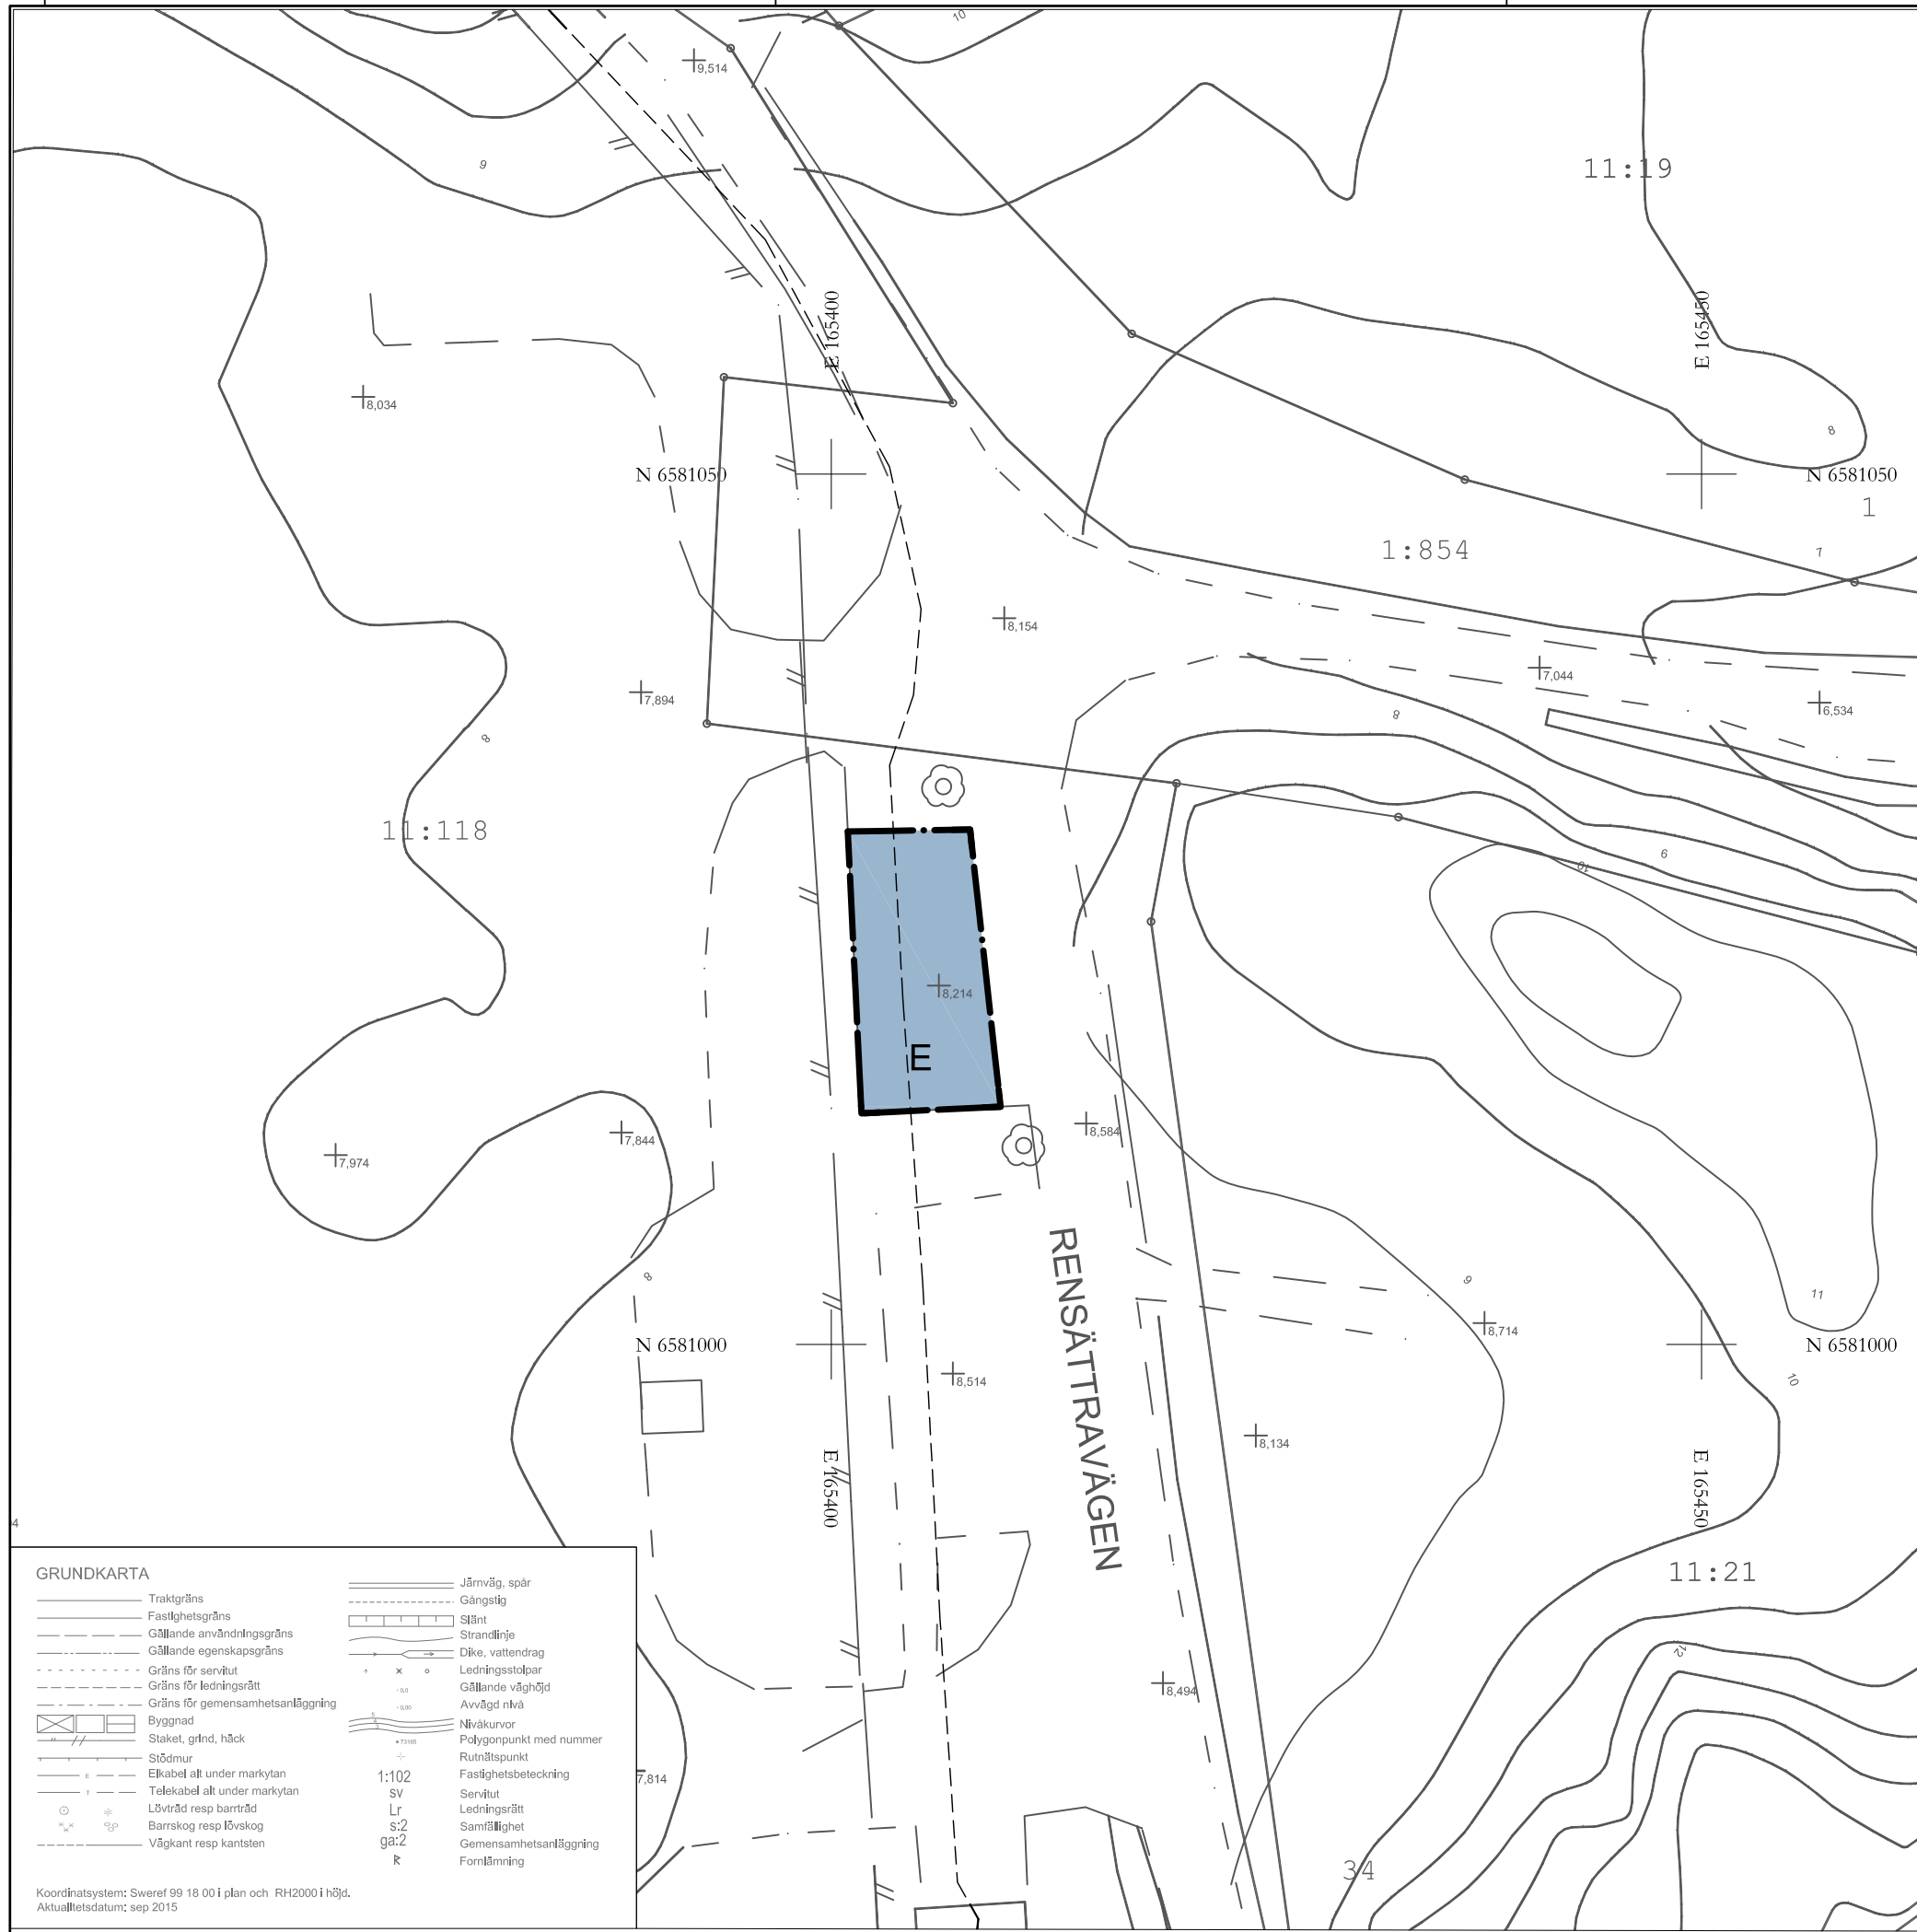 10
9,514
9
11:19
E 165400
E 165450
8,034
8
N 6581050
N 6581050
1
1:854
7
8,154
7,044
7,894
6,534
8
8
11:118
9
10
8,214
E
8,584
7,844
7,974
RENSÄTTRAVÄGEN
8
9
11
8,714
N 6581000
N 6581000
8,514
10
8,134
E 165400
E 165450
4
11:21
12
8,494
7,814
34
GRUNDKARTA
Traktgräns
Fastighetsgräns
Gällande användningsgräns
Gällande egenskapsgräns
Gräns för servitut
Gräns för ledningsrätt
Gräns för gemensamhetsanläggning
Byggnad
Staket, grind, häck
Stödmur
E Elkabel alt under markytan
T Telekabel alt under markytan
Lövträd resp barrträd
Barrskog resp lövskog
Vägkant resp kantsten
Järnväg, spår
Gångstig
Slänt
Strandlinje
Dike, vattendrag
Ledningsstolpar
Gällande väghöjd
Avvägd nivå
Nivåkurvor
Polygonpunkt med nummer
Rutnätspunkt
1:102 Fastighetsbeteckning
sv Servitut
Lr Ledningsrätt
s:2 Samfällighet
ga:2 Gemensamhetsanläggning
R Fornlämning
Koordinatsystem: Sweref 99 18 00 i plan och RH2000 i höjd.
Aktualitetsdatum: sep 2015